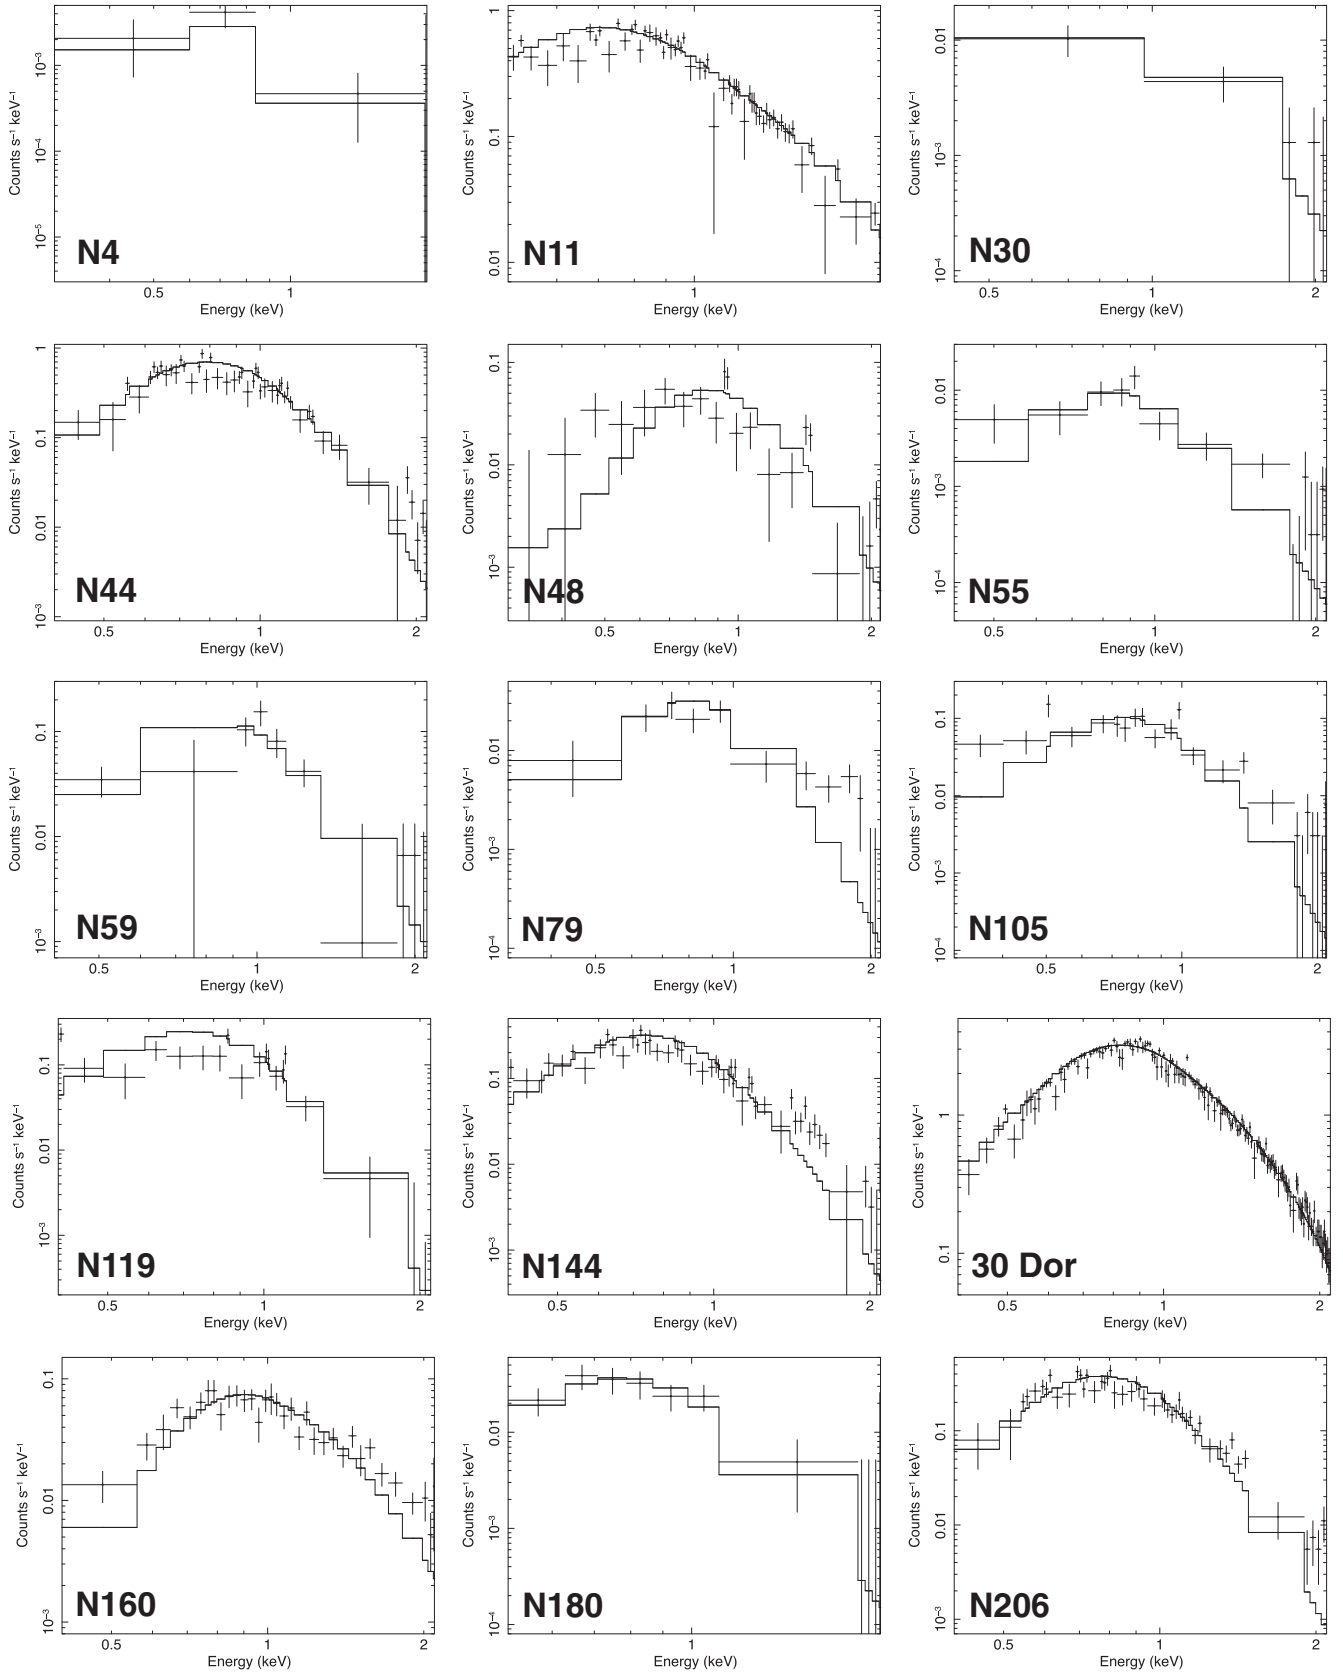 Counts s⁻¹ keV⁻¹
10⁻³
10⁻⁴
10⁻⁵
N4
0.5 1
Energy (keV)
Counts s⁻¹ keV⁻¹
1
0.1
0.01
N11
1
Energy (keV)
Counts s⁻¹ keV⁻¹
0.01
10⁻³
10⁻⁴
N30
0.5 1 2
Energy (keV)
Counts s⁻¹ keV⁻¹
1
0.1
0.01
10⁻³
N44
0.5 1 2
Energy (keV)
Counts s⁻¹ keV⁻¹
0.1
0.01
10⁻³
N48
0.5 1 2
Energy (keV)
Counts s⁻¹ keV⁻¹
0.01
10⁻³
10⁻⁴
N55
0.5 1 2
Energy (keV)
Counts s⁻¹ keV⁻¹
0.1
0.01
10⁻³
N59
0.5 1 2
Energy (keV)
Counts s⁻¹ keV⁻¹
0.01
10⁻³
10⁻⁴
N79
0.5 1 2
Energy (keV)
Counts s⁻¹ keV⁻¹
0.1
0.01
10⁻³
10⁻⁴
N105
0.5 1 2
Energy (keV)
Counts s⁻¹ keV⁻¹
0.1
0.01
10⁻³
N119
0.5 1 2
Energy (keV)
Counts s⁻¹ keV⁻¹
0.1
0.01
10⁻³
N144
0.5 1 2
Energy (keV)
Counts s⁻¹ keV⁻¹
1
0.1
30 Dor
0.5 1 2
Energy (keV)
Counts s⁻¹ keV⁻¹
0.1
0.01
10⁻³
N160
0.5 1 2
Energy (keV)
Counts s⁻¹ keV⁻¹
0.01
10⁻³
10⁻⁴
N180
1
Energy (keV)
Counts s⁻¹ keV⁻¹
0.1
0.01
10⁻³
N206
0.5 1 2
Energy (keV)